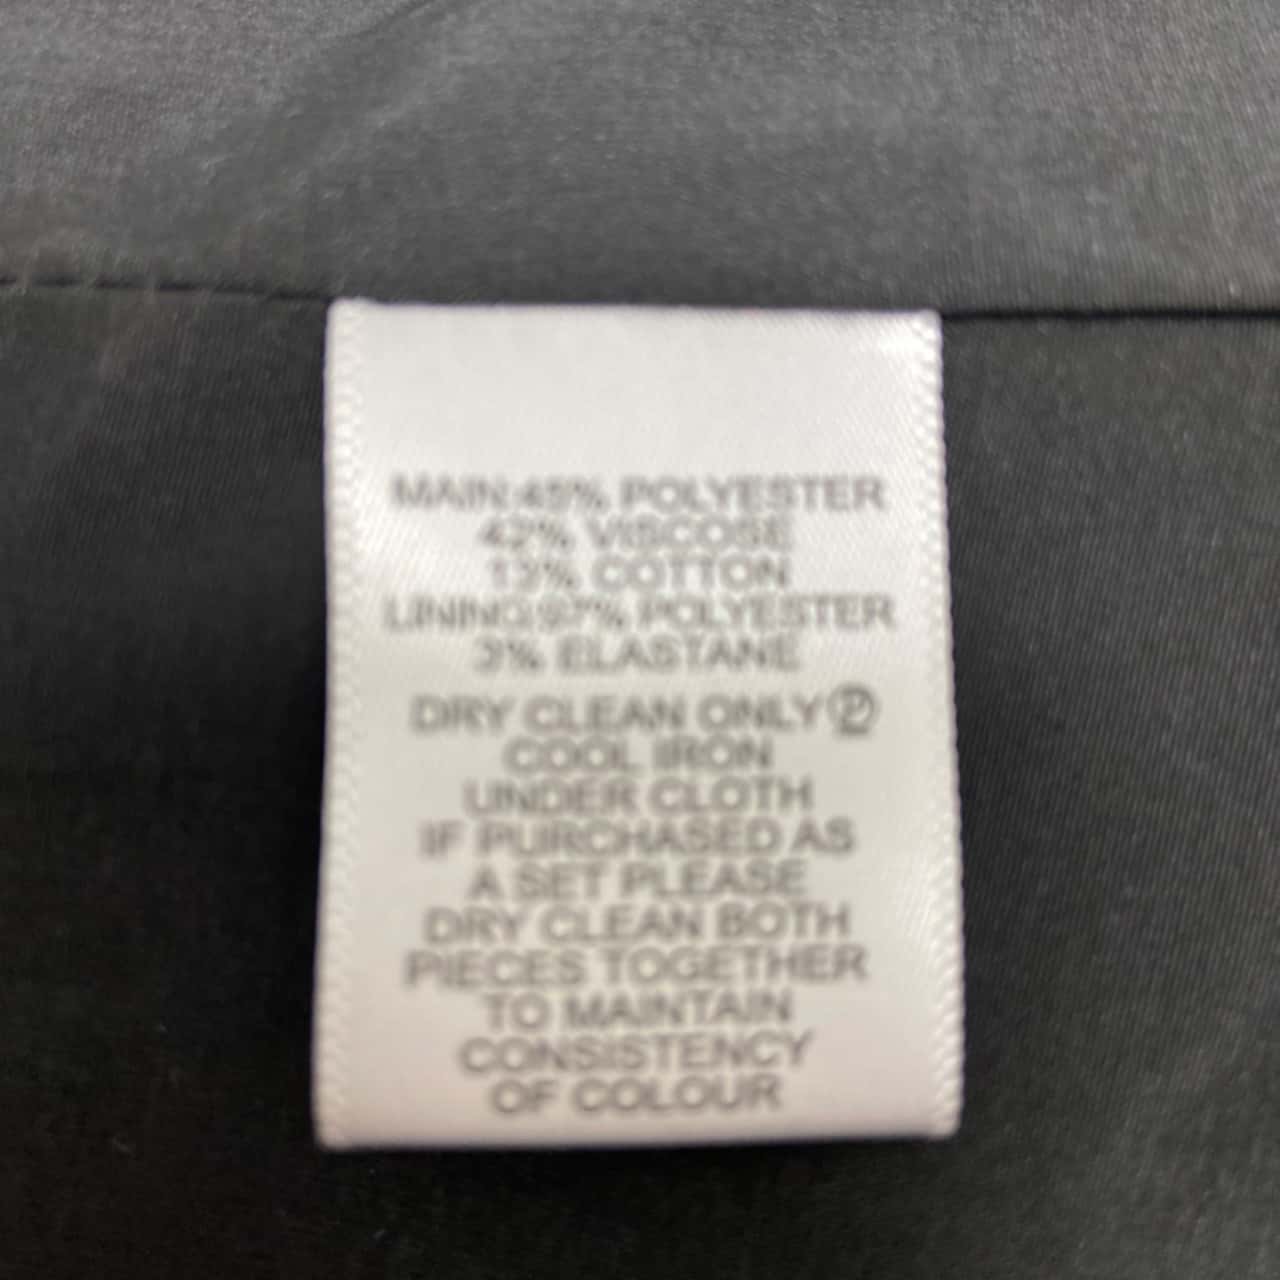 MAIN:45% POLYESTER
42% VISCOSE
13% COTTON
LINING:97% POLYESTER
3% ELASTANE
DRY CLEAN ONLY Ⓟ
COOL IRON
UNDER CLOTH
IF PURCHASED AS
A SET PLEASE
DRY CLEAN BOTH
PIECES TOGETHER
TO MAINTAIN
CONSISTENCY
OF COLOUR